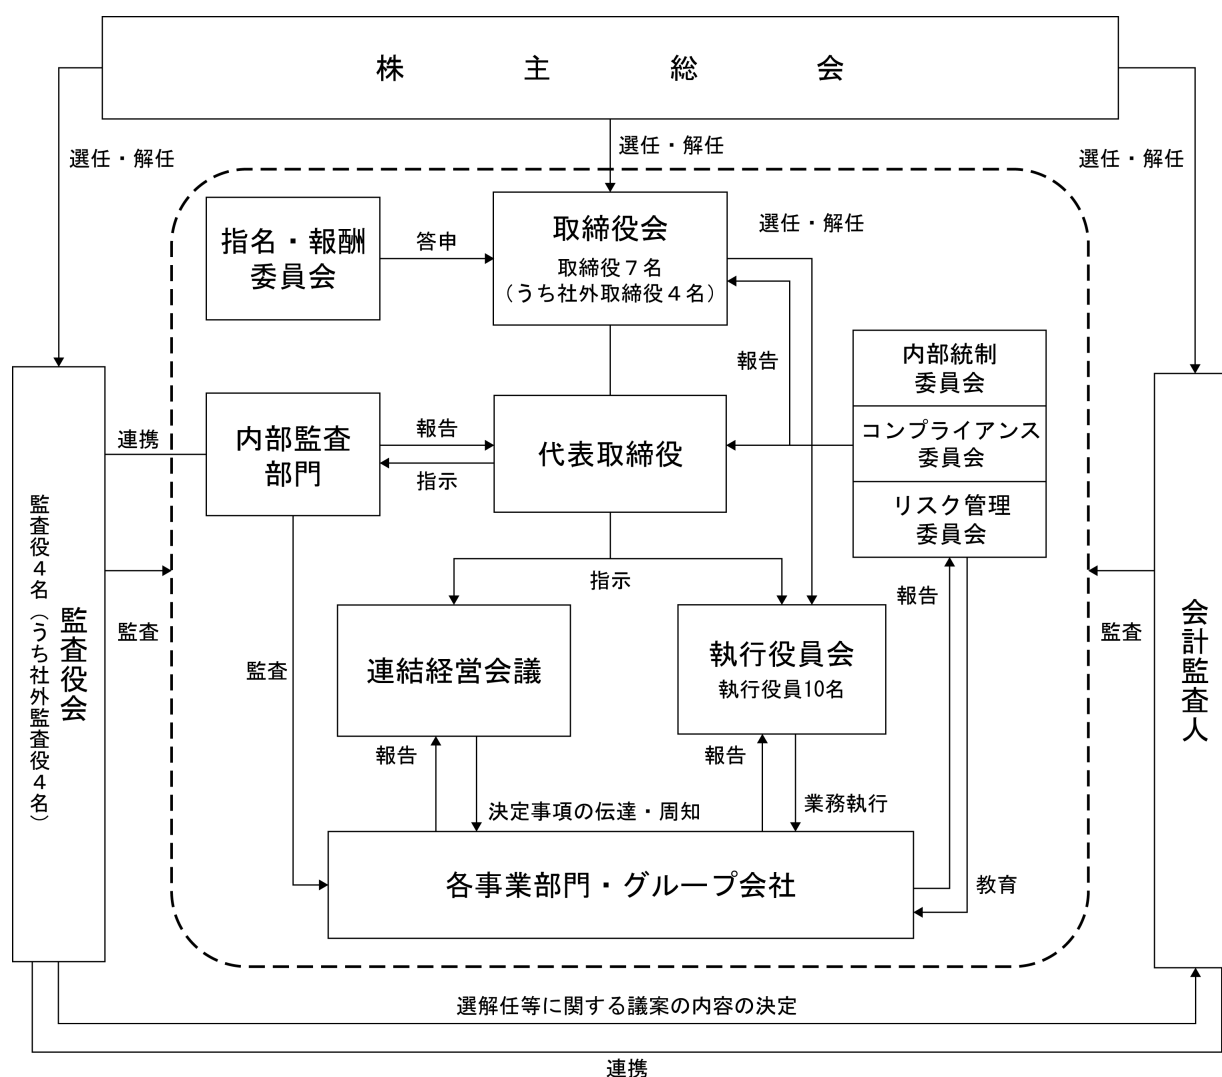 株主総会
選任・解任
選任・解任
選任・解任
指名・報酬
委員会
答申
取締役会
取締役７名
（うち社外取締役４名）
選任・解任
報告
内部統制
委員会
コンプライアンス
委員会
リスク管理
委員会
連携
内部監査
部門
報告
指示
代表取締役
監査役会
監査役４名（うち社外監査役４名）
監査
指示
報告
監査
会計監査人
監査
連結経営会議
執行役員会
執行役員10名
報告
決定事項の伝達・周知
報告
業務執行
各事業部門・グループ会社
教育
選解任等に関する議案の内容の決定
連携